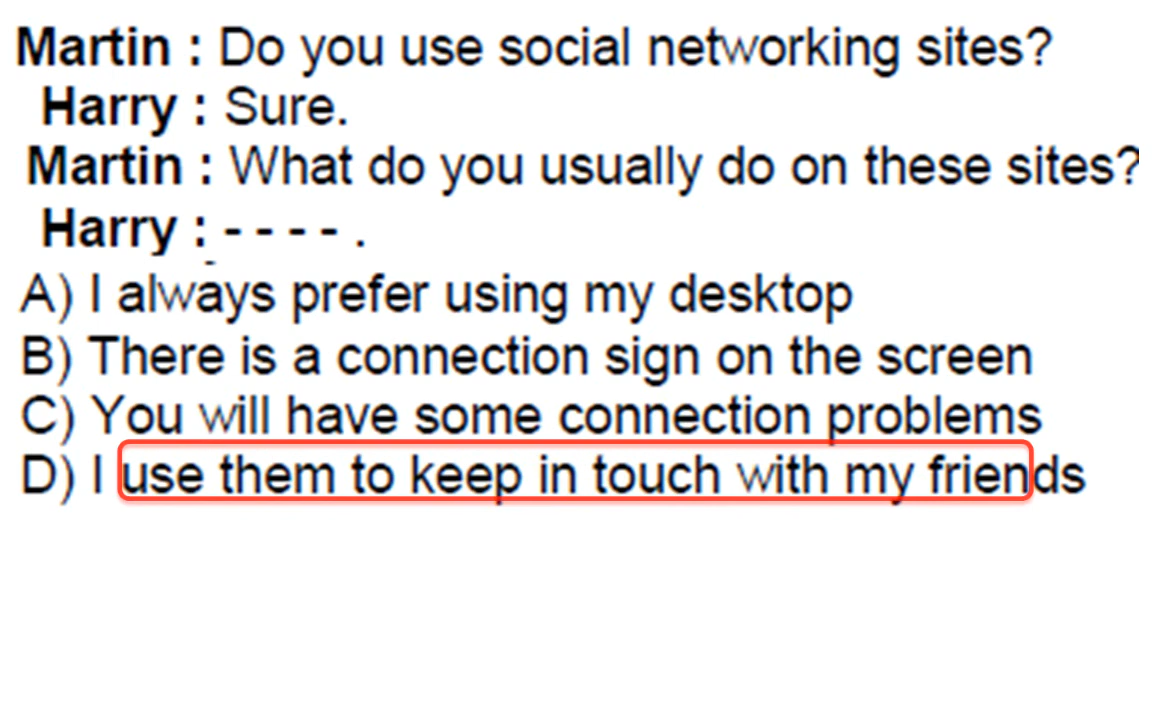 Martin : Do you use social networking sites?
Harry : Sure.
Martin : What do you usually do on these sites?
Harry : - - - - .
A) I always prefer using my desktop
B) There is a connection sign on the screen
C) You will have some connection problems
D) I use them to keep in touch with my friends